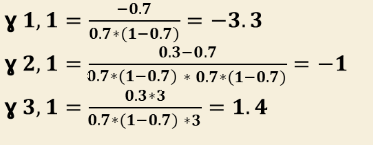 ɣ 1, 1 = −0.7 / 0.7*(1−0.7) = −3.3
ɣ 2, 1 = 0.3−0.7 / 0.7*(1−0.7) * 0.7*(1−0.7) = −1
ɣ 3, 1 = 0.3*3 / 0.7*(1−0.7) *3 = 1.4